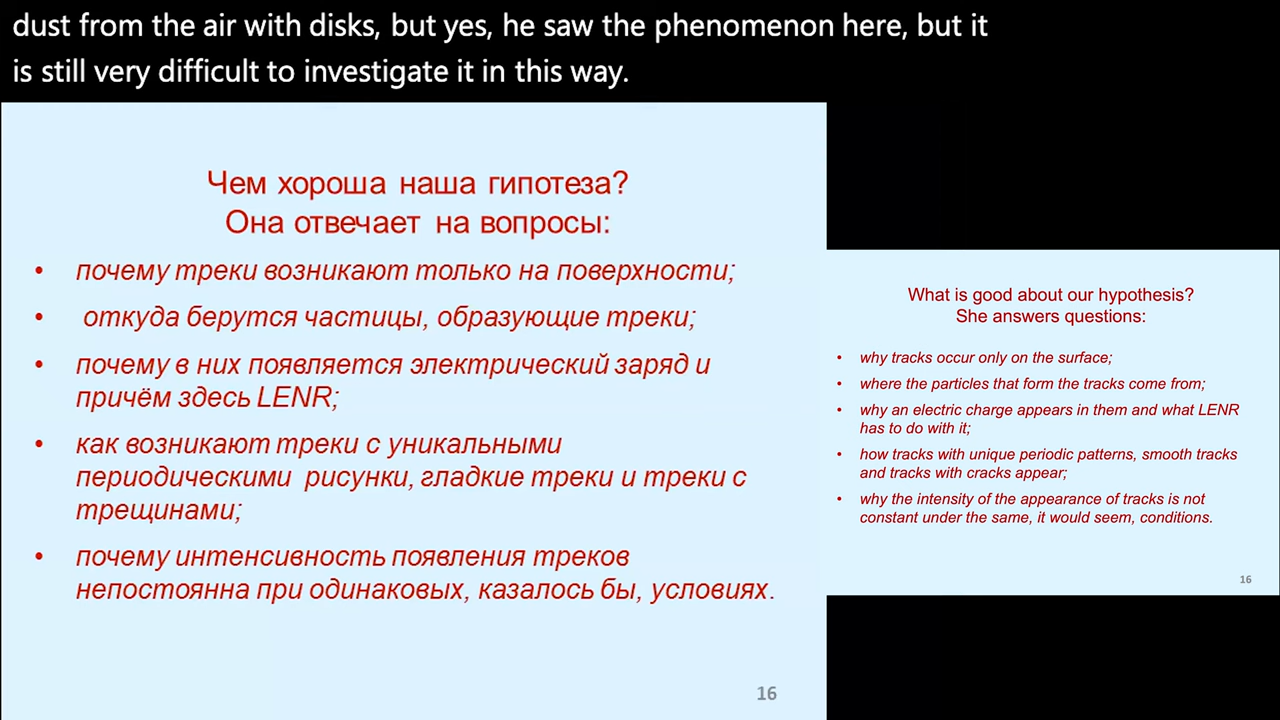 dust from the air with disks, but yes, he saw the phenomenon here, but it
is still very difficult to investigate it in this way.
Чем хороша наша гипотеза?
Она отвечает на вопросы:
• почему треки возникают только на поверхности;
• откуда берутся частицы, образующие треки;
• почему в них появляется электрический заряд и
причём здесь LENR;
• как возникают треки с уникальными
периодическими рисунки, гладкие треки и треки с
трещинами;
• почему интенсивность появления треков
непостоянна при одинаковых, казалось бы, условиях.
16
What is good about our hypothesis?
She answers questions:
• why tracks occur only on the surface;
• where the particles that form the tracks come from;
• why an electric charge appears in them and what LENR
has to do with it;
• how tracks with unique periodic patterns, smooth tracks
and tracks with cracks appear;
• why the intensity of the appearance of tracks is not
constant under the same, it would seem, conditions.
16